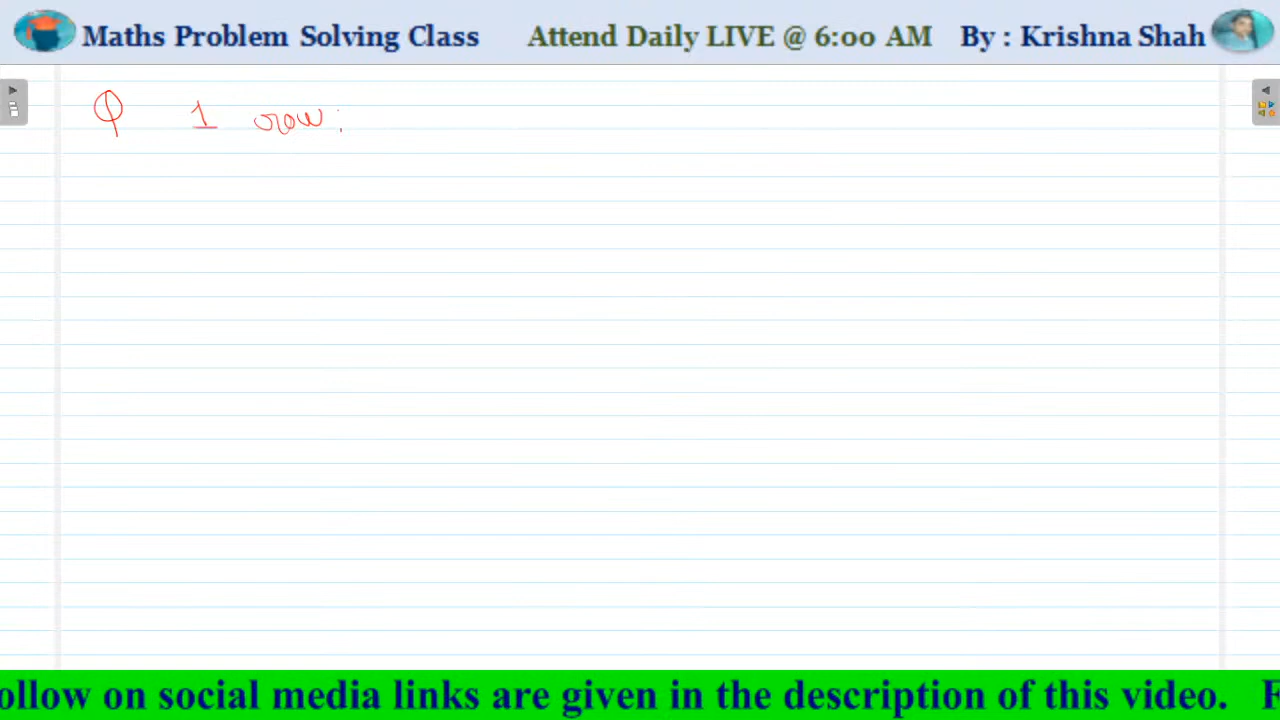 Maths Problem Solving Class Attend Daily LIVE @ 6:00 AM By : Krishna Shah
Q 1 row :
ollow on social media links are given in the description of this video. F